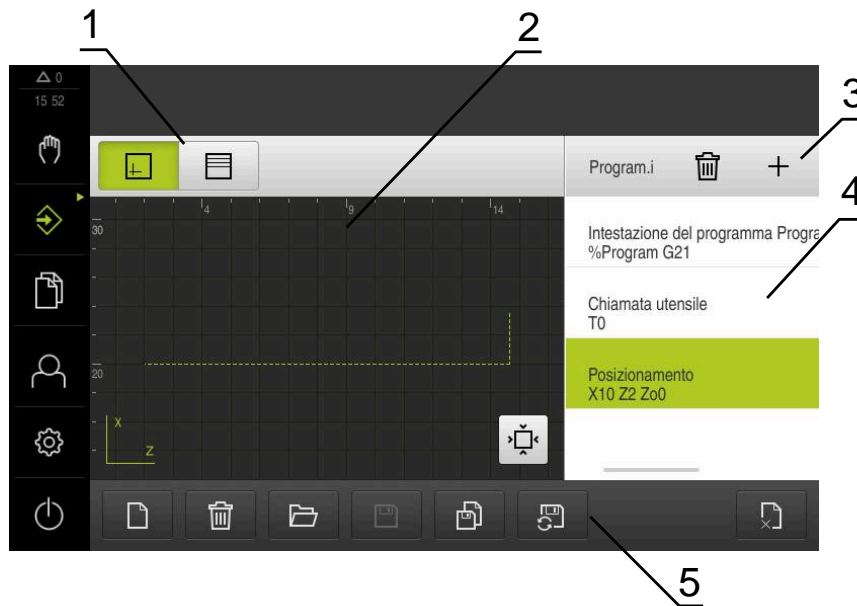 1
2
3
4
5
0
15 52
Program.i
4
9
14
30
20
X
Z
Intestazione del programma Progra
%Program G21
Chiamata utensile
T0
Posizionamento
X10 Z2 Zo0